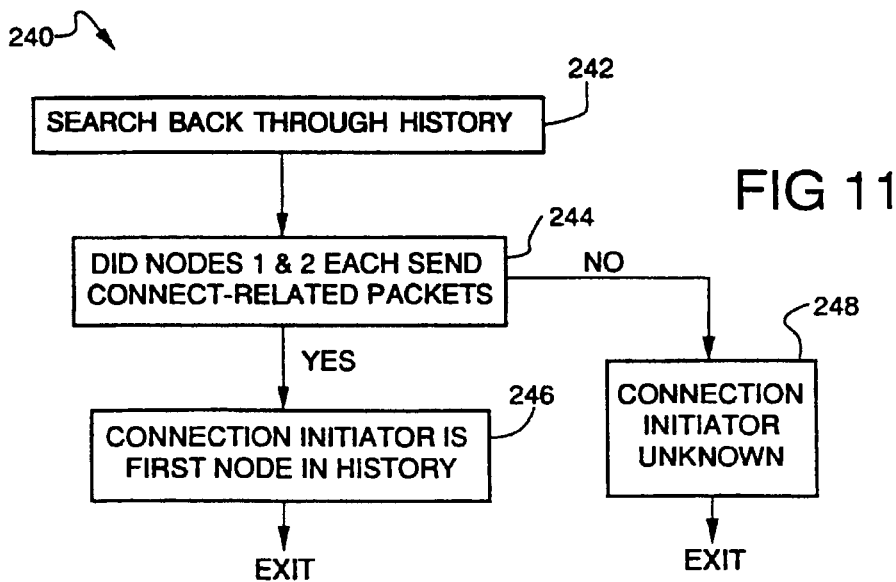 240
242
SEARCH BACK THROUGH HISTORY
FIG 11
244
DID NODES 1 & 2 EACH SEND
CONNECT-RELATED PACKETS
NO
248
YES
CONNECTION
INITIATOR
UNKNOWN
246
CONNECTION INITIATOR IS
FIRST NODE IN HISTORY
EXIT
EXIT